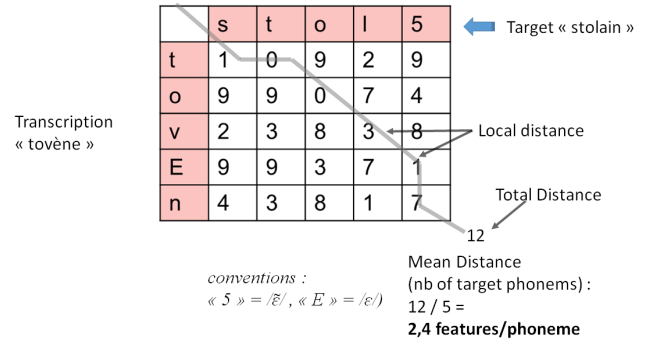 s t o l 5
Target « stolain »
t 1 0 9 2 9
o 9 9 0 7 4
Transcription
« tovène »
v 2 3 8 3 8
Local distance
E 9 9 3 7 1
n 4 3 8 1 7
Total Distance
12
conventions :
« 5 » = /ɛ̃/ , « E » = /ɛ/)
Mean Distance
(nb of target phonems) :
12 / 5 =
2,4 features/phoneme